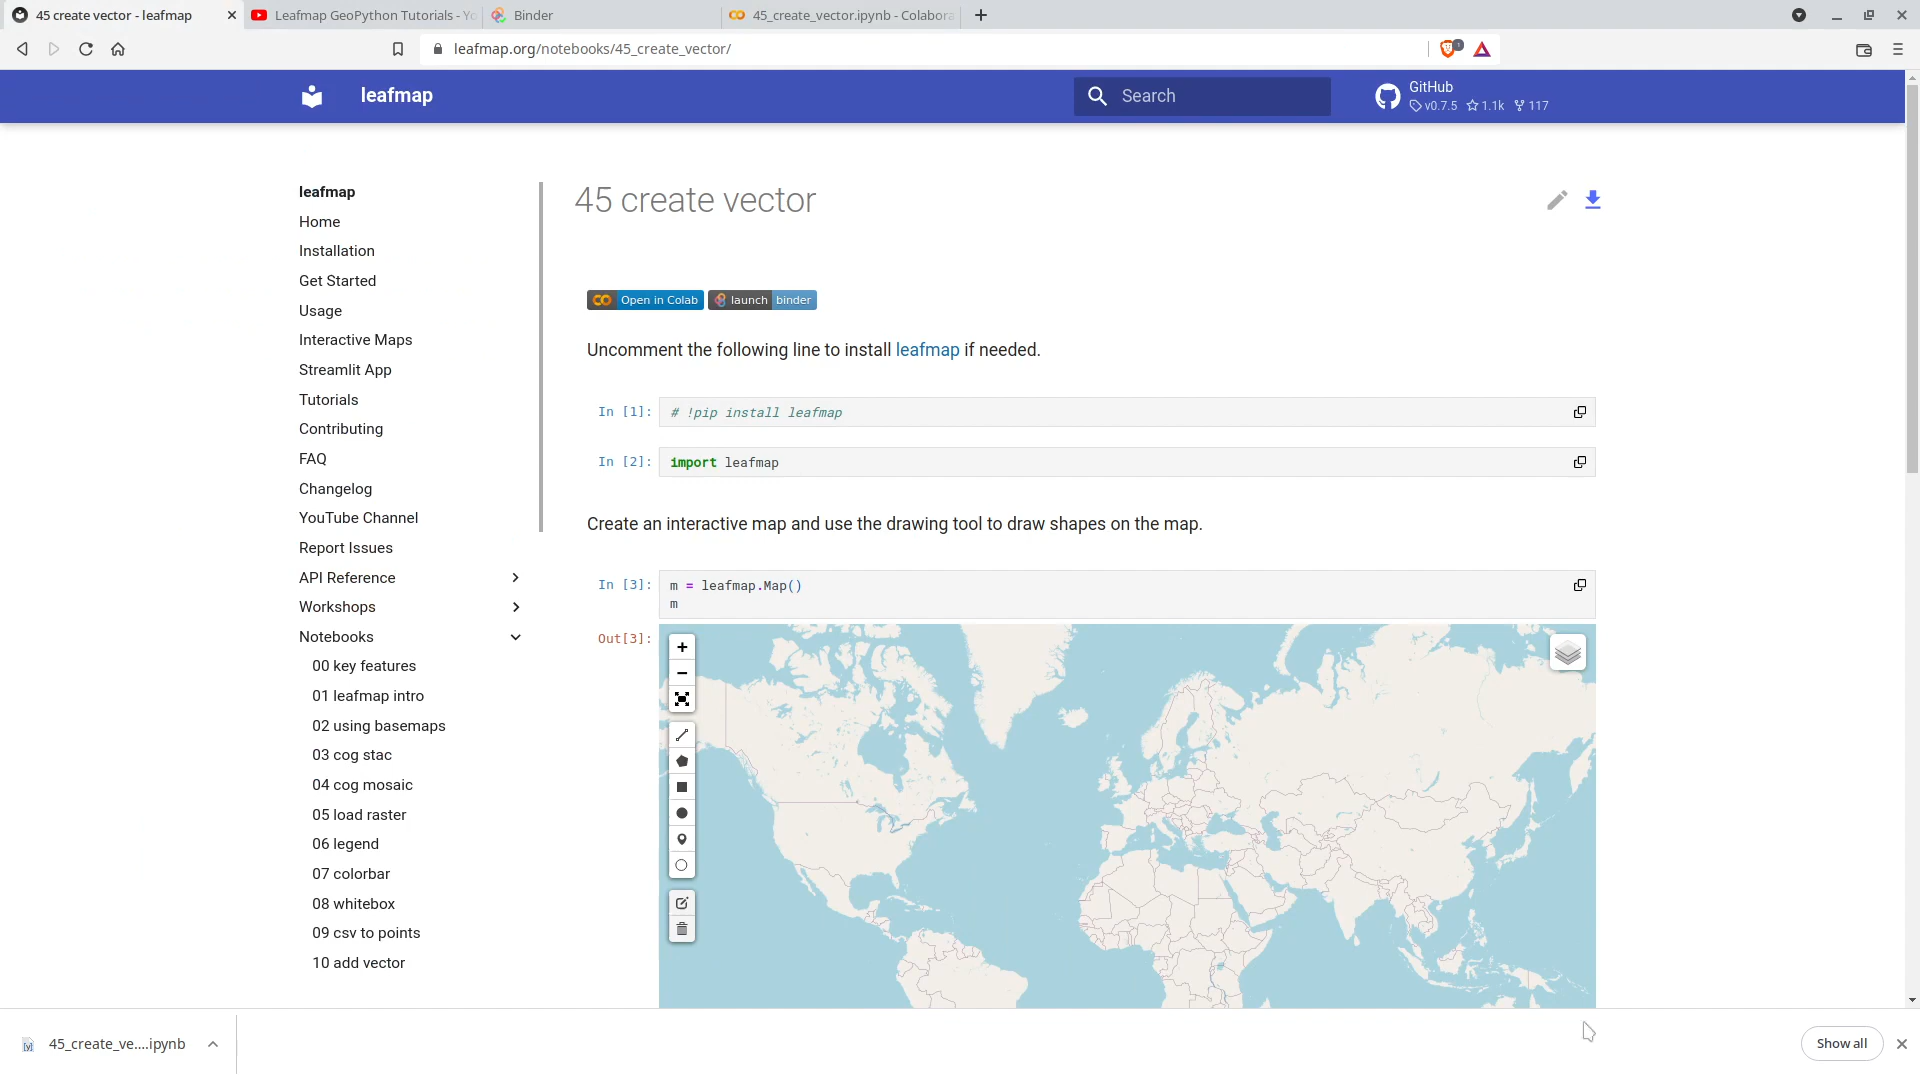 45 create vector - leafmap
Leafmap GeoPython Tutorials - Yo
Binder
45_create_vector.ipynb - Colabora
leafmap.org/notebooks/45_create_vector/
1
leafmap
Search
GitHub
v0.7.5 1.1k 117
leafmap
Home
Installation
Get Started
Usage
Interactive Maps
Streamlit App
Tutorials
Contributing
FAQ
Changelog
YouTube Channel
Report Issues
API Reference
Workshops
Notebooks
00 key features
01 leafmap intro
02 using basemaps
03 cog stac
04 cog mosaic
05 load raster
06 legend
07 colorbar
08 whitebox
09 csv to points
10 add vector
45 create vector
Open in Colab launch binder
Uncomment the following line to install leafmap if needed.
In [1]: # !pip install leafmap
In [2]: import leafmap
Create an interactive map and use the drawing tool to draw shapes on the map.
In [3]: m = leafmap.Map()
m
Out[3]:
+
−
45_create_ve....ipynb
Show all